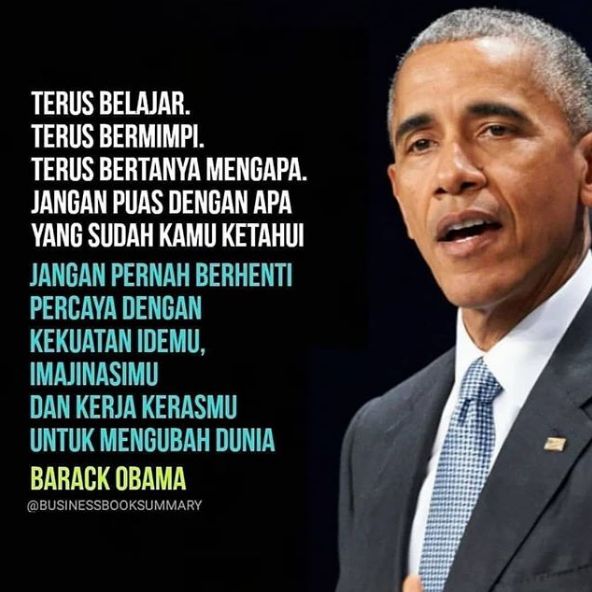 TERUS BELAJAR.
TERUS BERMIMPI.
TERUS BERTANYA MENGAPA.
JANGAN PUAS DENGAN APA
YANG SUDAH KAMU KETAHUI
JANGAN PERNAH BERHENTI
PERCAYA DENGAN
KEKUATAN IDEMU,
IMAJINASIMU
DAN KERJA KERASMU
UNTUK MENGUBAH DUNIA
BARACK OBAMA
@BUSINESSBOOKSUMMARY